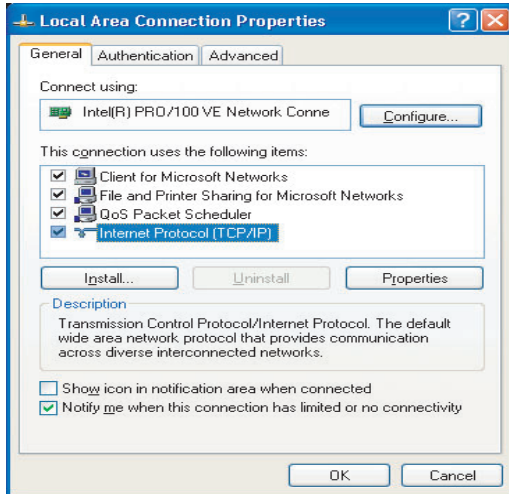 Local Area Connection Properties
General Authentication Advanced
Connect using:
Intel(R) PRO/100 VE Network Conne
Configure...
This connection uses the following items:
Client for Microsoft Networks
File and Printer Sharing for Microsoft Networks
QoS Packet Scheduler
Internet Protocol (TCP/IP)
Install... Uninstall Properties
Description
Transmission Control Protocol/Internet Protocol. The default
wide area network protocol that provides communication
across diverse interconnected networks.
Show icon in notification area when connected
Notify me when this connection has limited or no connectivity
OK Cancel